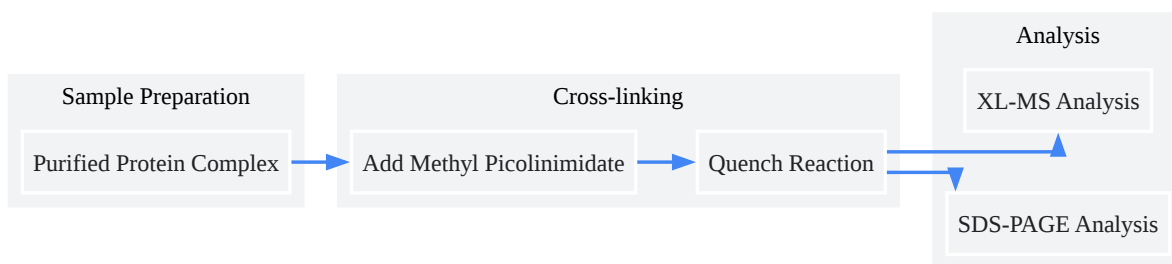 Sample Preparation
Purified Protein Complex
Cross-linking
Add Methyl Picolinimidate
Quench Reaction
Analysis
XL-MS Analysis
SDS-PAGE Analysis